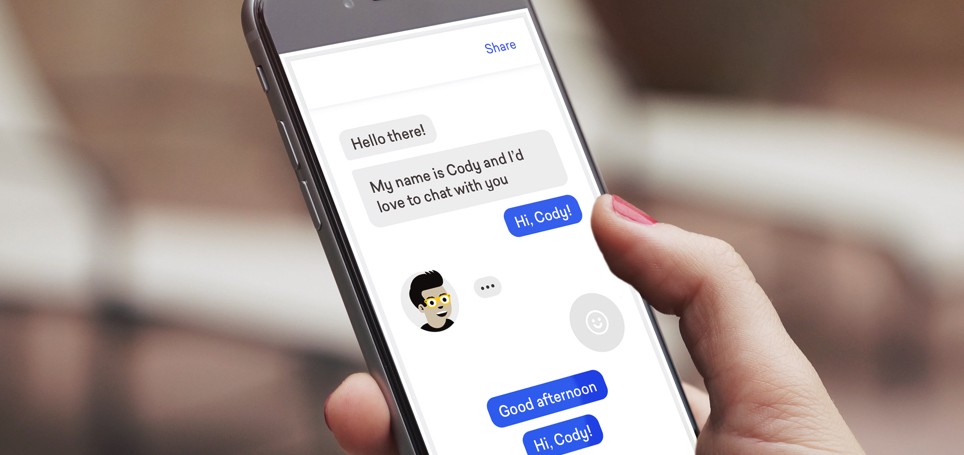 Share
Hello there!
My name is Cody and I'd
love to chat with you
Hi, Cody!
Good afternoon
Hi, Cody!